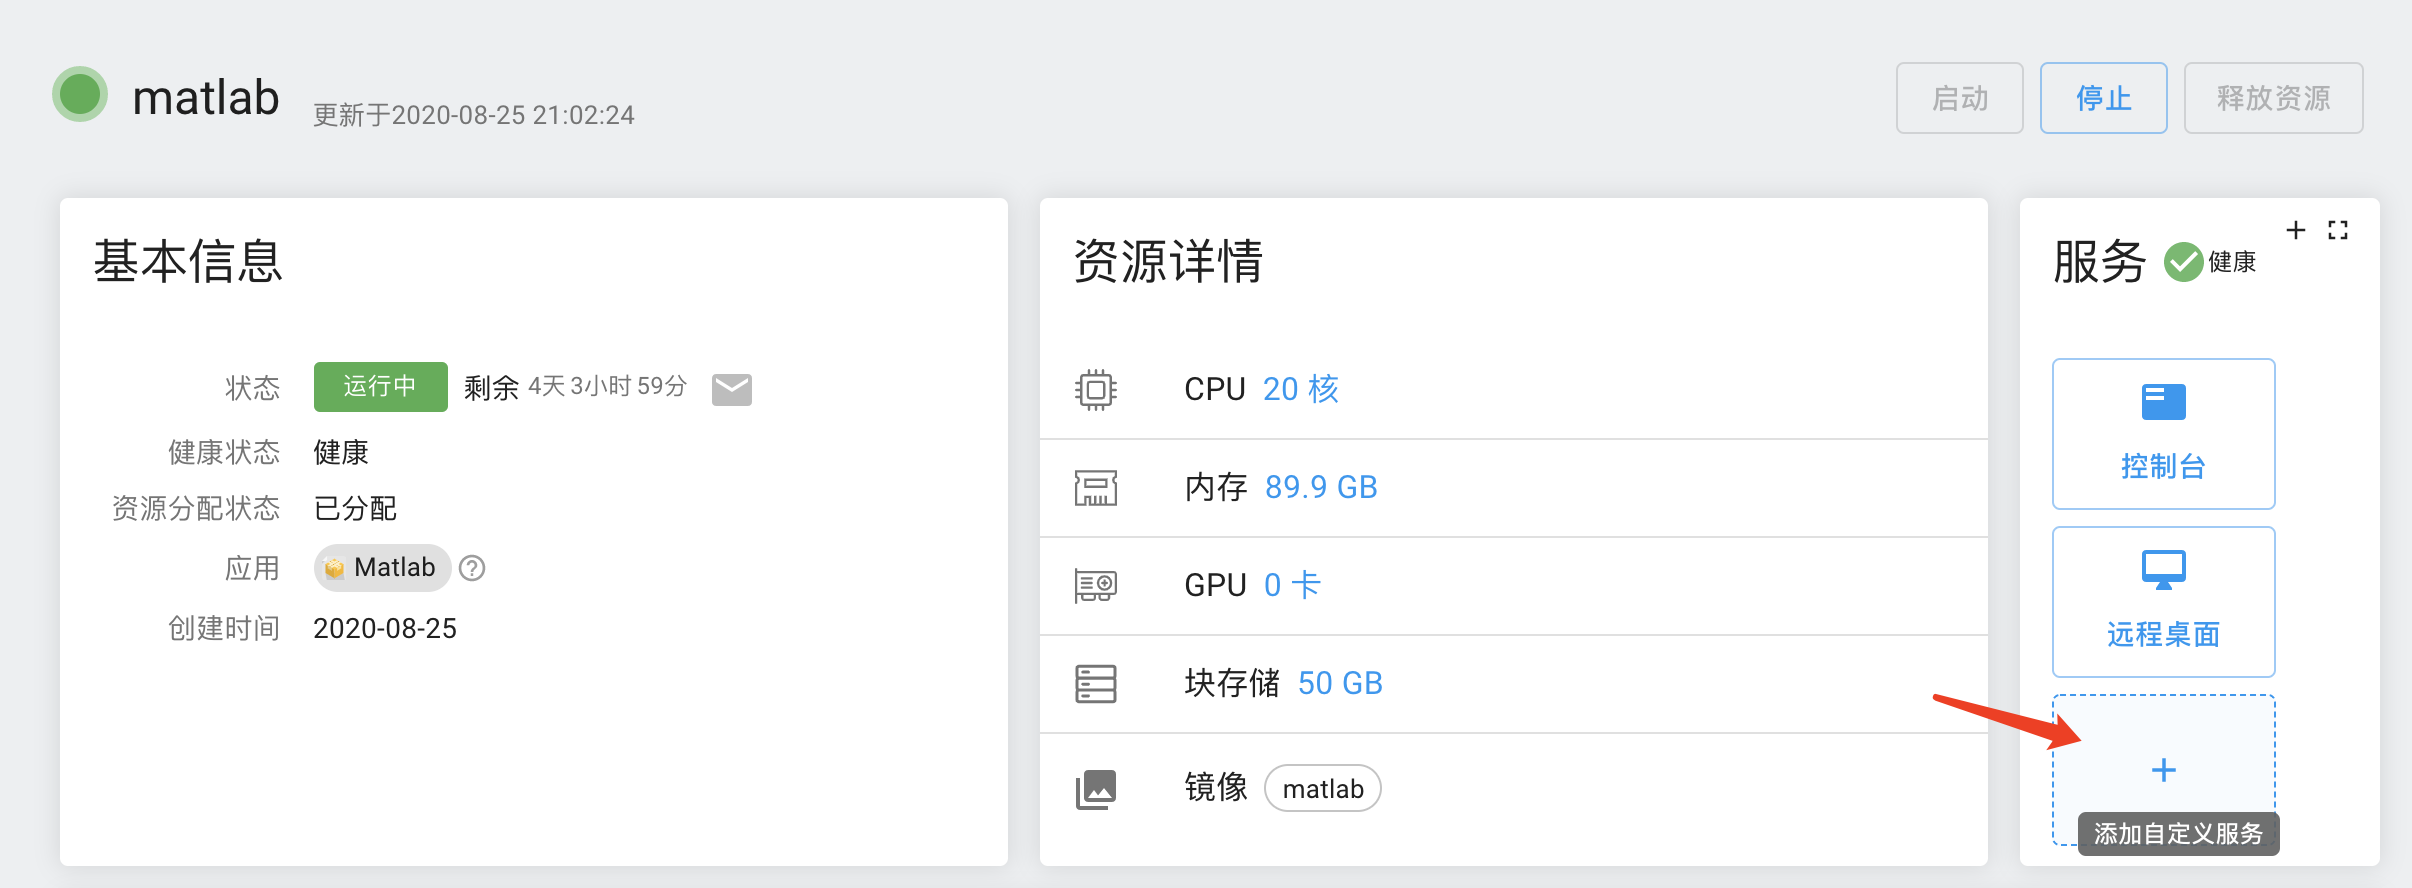 matlab 更新于2020-08-25 21:02:24 启动 停止 释放资源
基本信息
状态 运行中 剩余 4天 3小时 59分
健康状态 健康
资源分配状态 已分配
应用 Matlab
创建时间 2020-08-25
资源详情
CPU 20 核
内存 89.9 GB
GPU 0 卡
块存储 50 GB
镜像 matlab
服务 健康
控制台
远程桌面
添加自定义服务